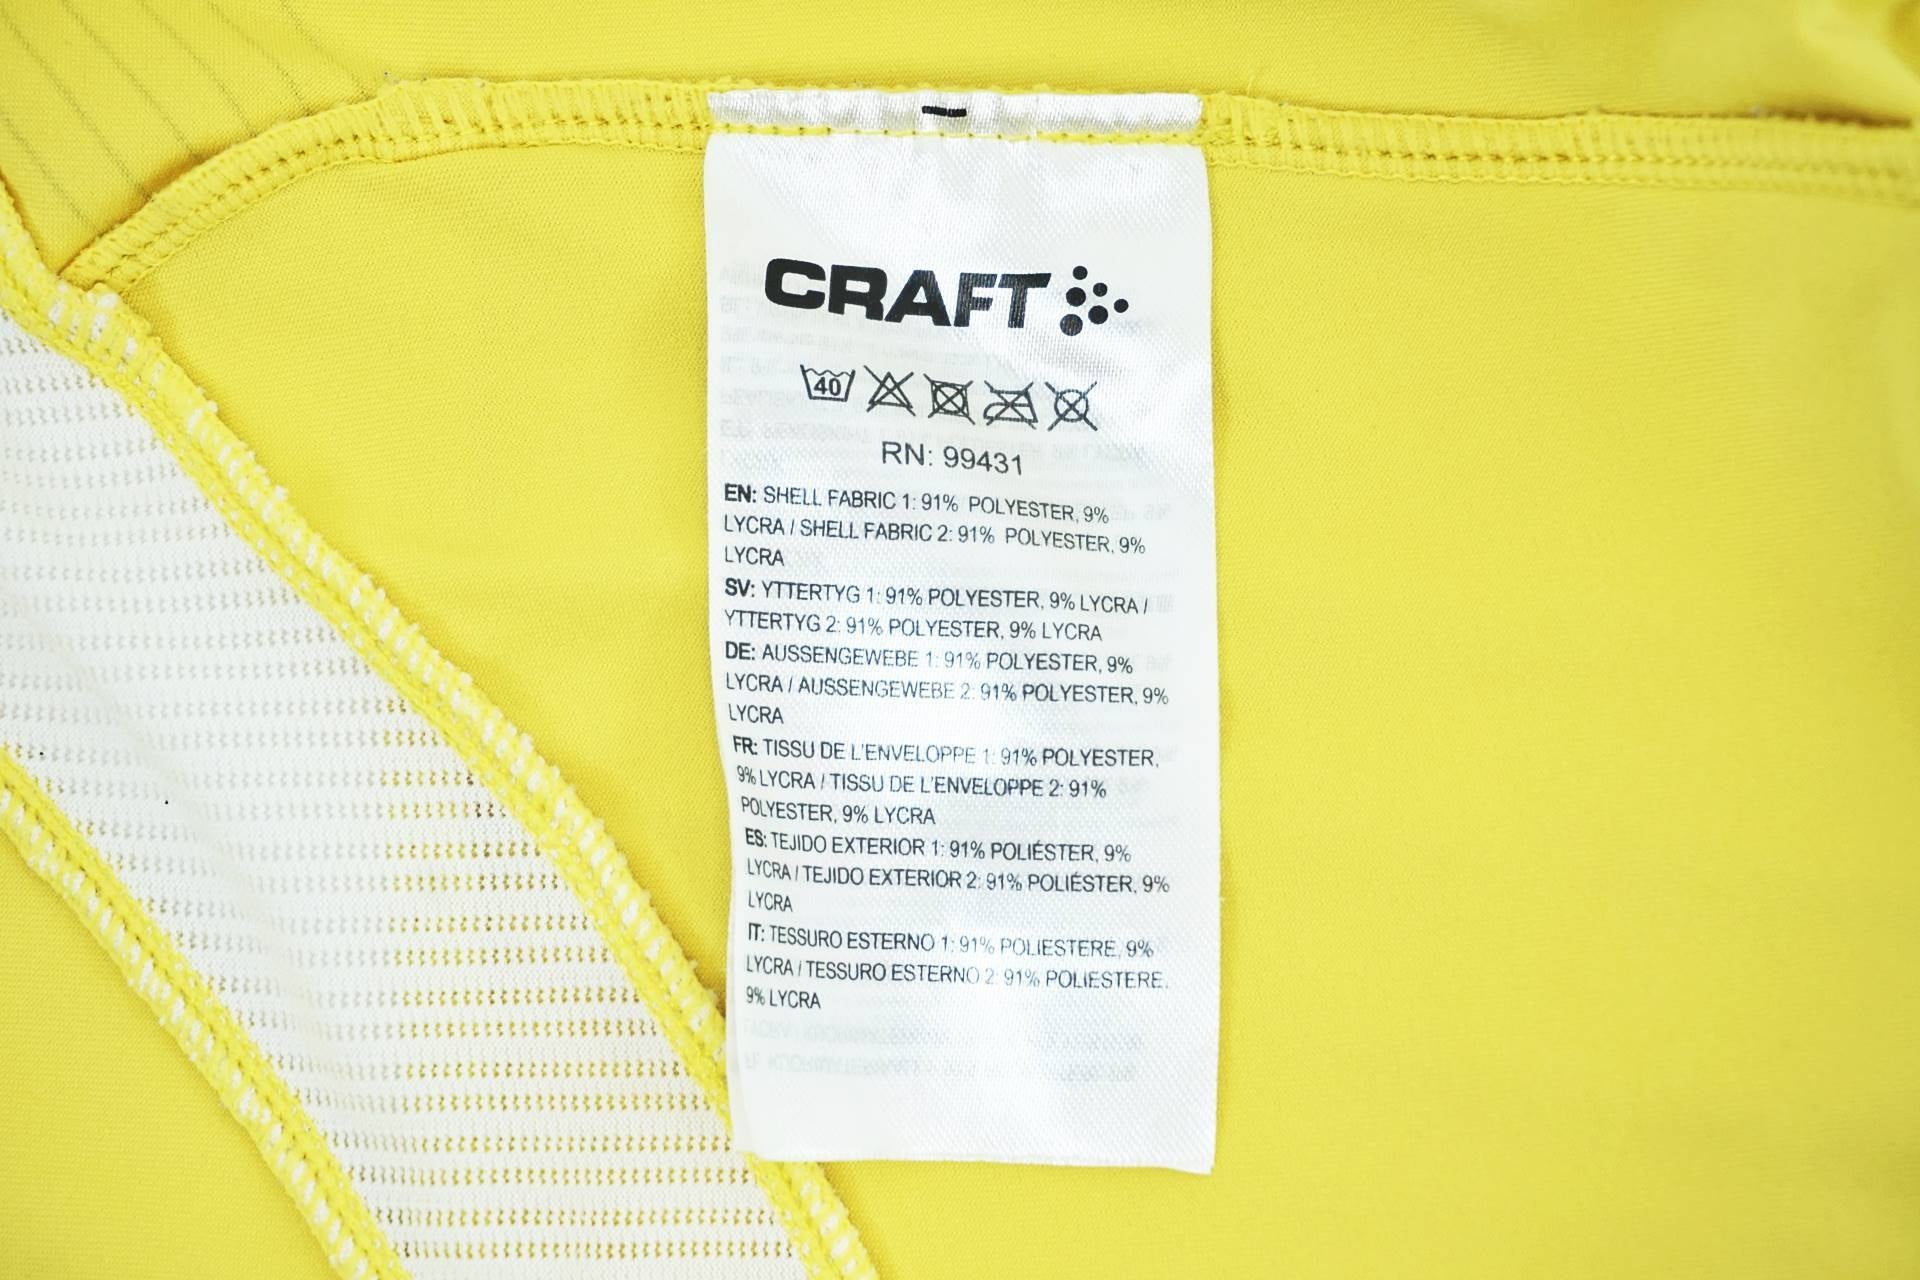 CRAFT
40
RN: 99431
EN: SHELL FABRIC 1: 91% POLYESTER, 9%
LYCRA / SHELL FABRIC 2: 91% POLYESTER, 9%
LYCRA
SV: YTTERTYG 1: 91% POLYESTER, 9% LYCRA /
YTTERTYG 2: 91% POLYESTER, 9% LYCRA
DE: AUSSENGEWEBE 1: 91% POLYESTER, 9%
LYCRA / AUSSENGEWEBE 2: 91% POLYESTER, 9%
LYCRA
FR: TISSU DE L'ENVELOPPE 1: 91% POLYESTER,
9% LYCRA / TISSU DE L'ENVELOPPE 2: 91%
POLYESTER, 9% LYCRA
ES: TEJIDO EXTERIOR 1: 91% POLIÉSTER, 9%
LYCRA / TEJIDO EXTERIOR 2: 91% POLIÉSTER, 9%
LYCRA
IT: TESSURO ESTERNO 1: 91% POLIESTERE, 9%
LYCRA / TESSURO ESTERNO 2: 91% POLIESTERE,
9% LYCRA